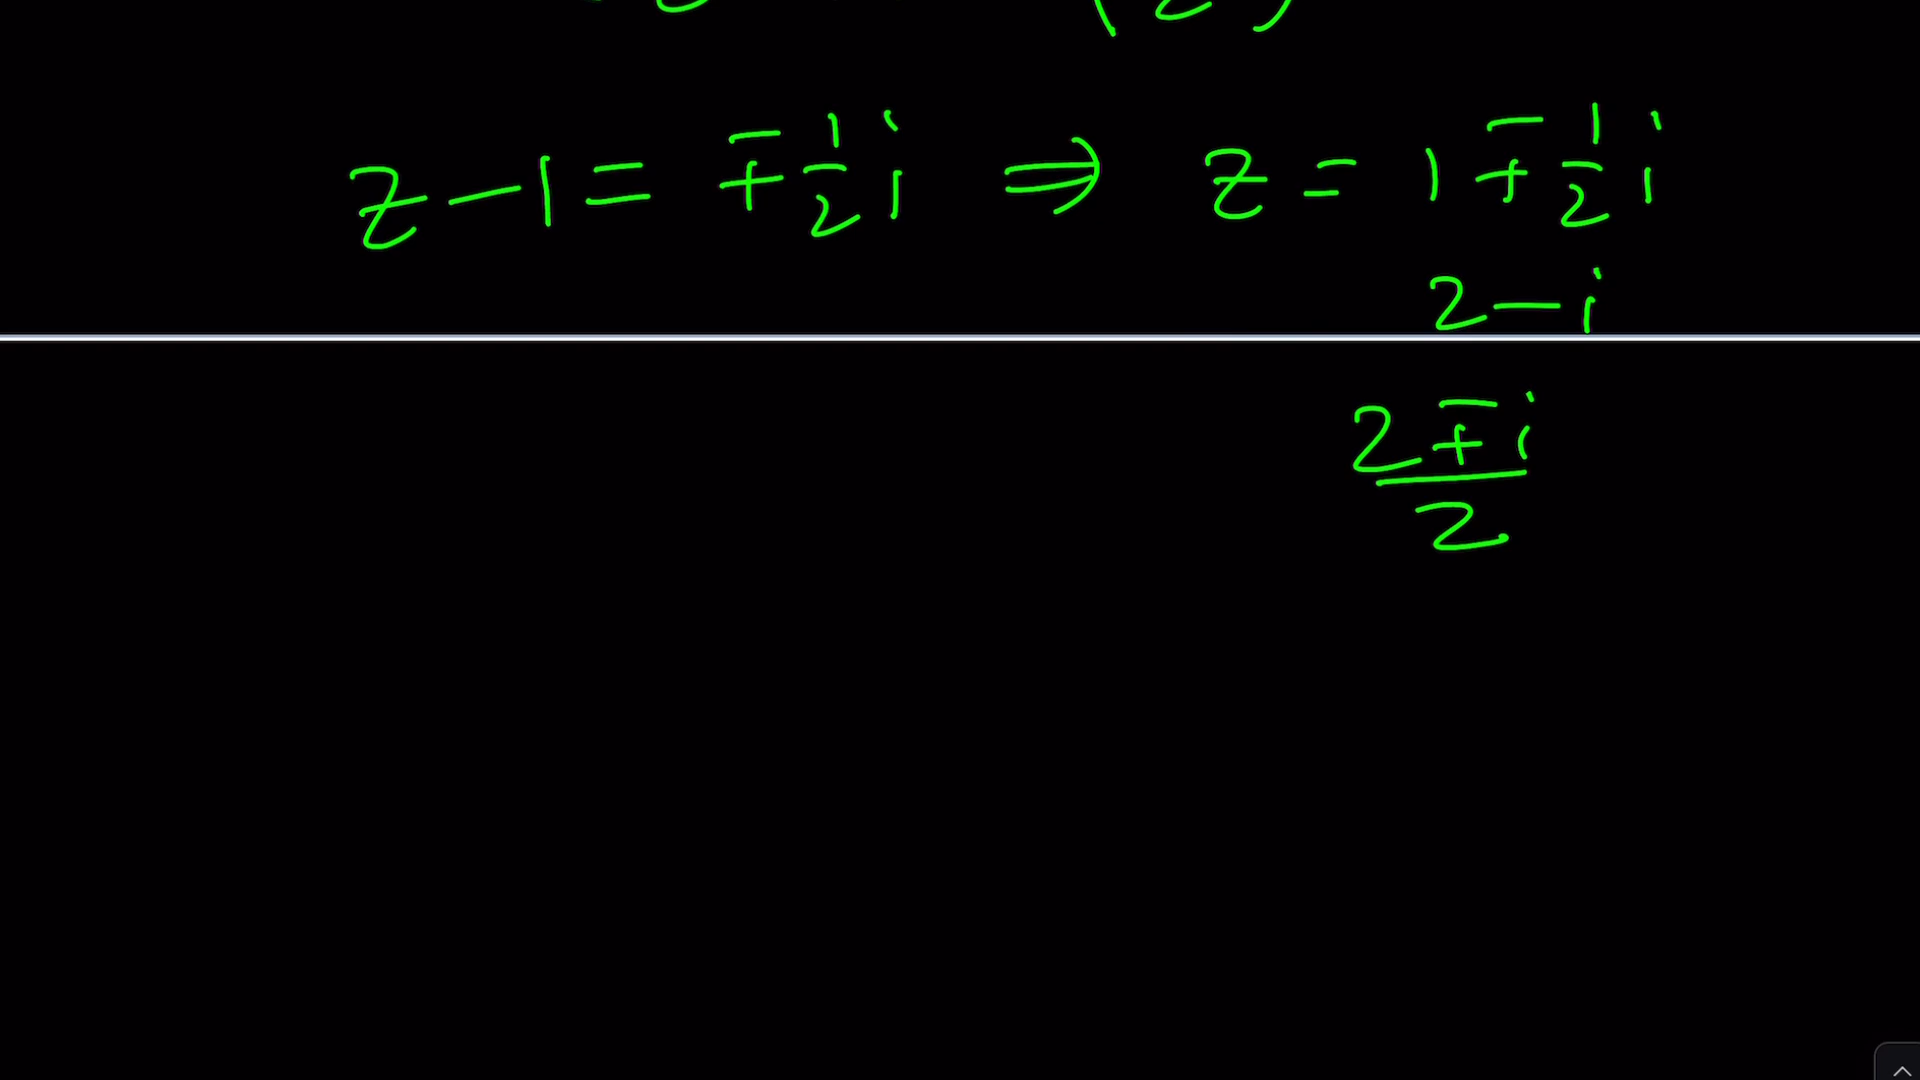 z - 1 = ∓ 1/2 i ⇒ z = 1 ∓ 1/2 i
2 - i
2 ∓ i
2